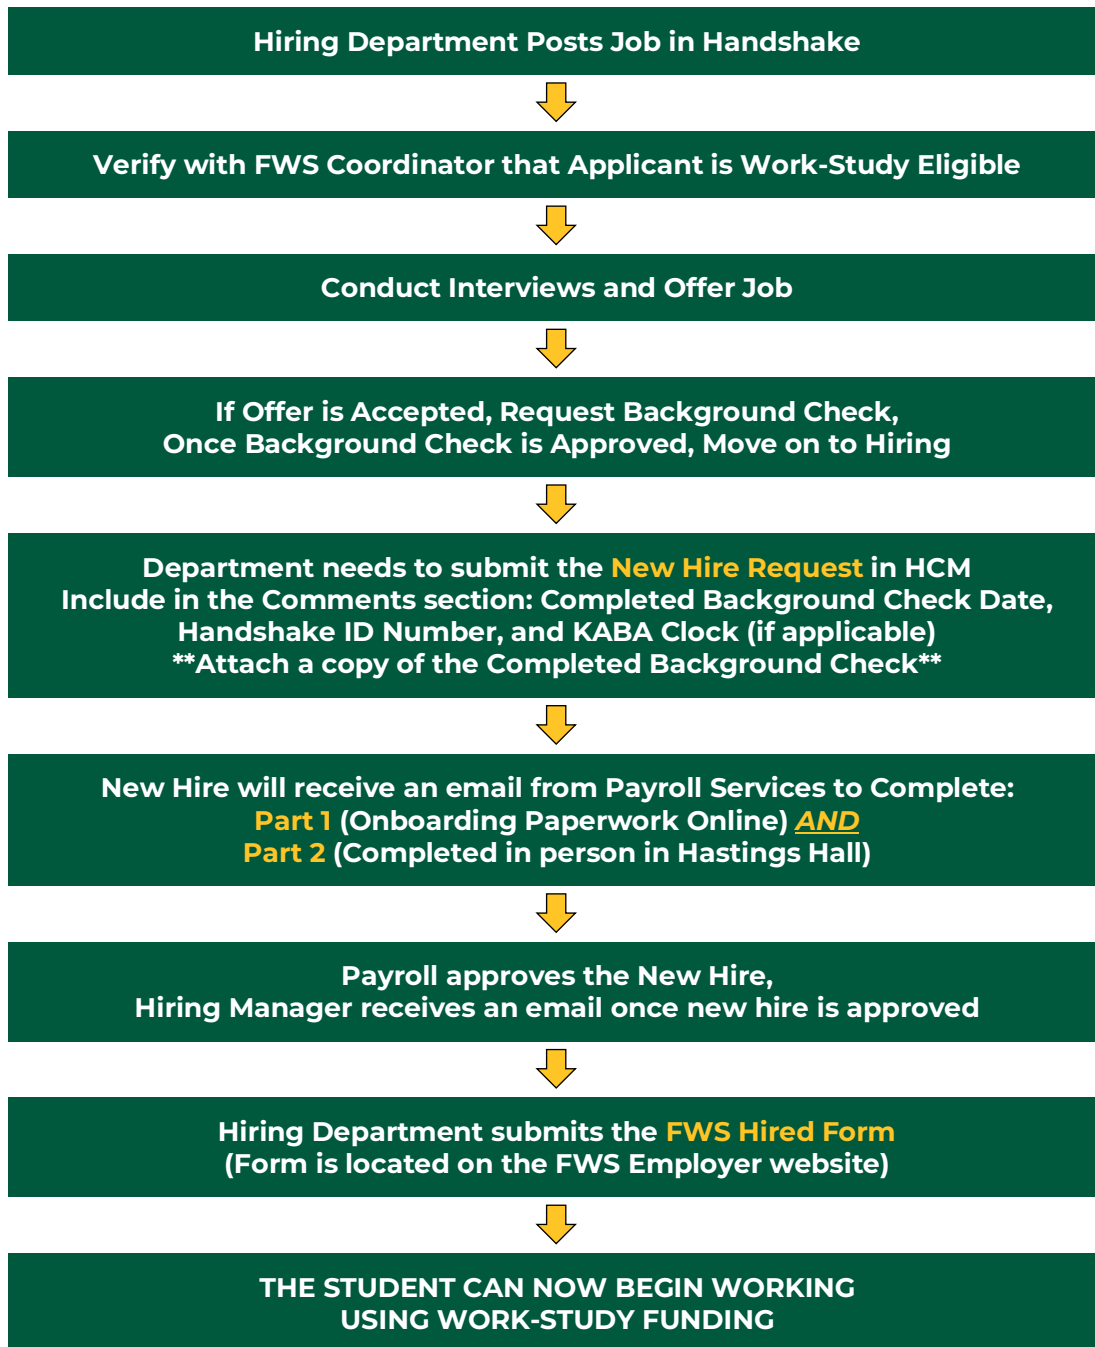 Hiring Department Posts Job in Handshake
Verify with FWS Coordinator that Applicant is Work-Study Eligible
Conduct Interviews and Offer Job
If Offer is Accepted, Request Background Check,
Once Background Check is Approved, Move on to Hiring
Department needs to submit the New Hire Request in HCM
Include in the Comments section: Completed Background Check Date,
Handshake ID Number, and KABA Clock (if applicable)
**Attach a copy of the Completed Background Check**
New Hire will receive an email from Payroll Services to Complete:
Part 1 (Onboarding Paperwork Online) AND
Part 2 (Completed in person in Hastings Hall)
Payroll approves the New Hire,
Hiring Manager receives an email once new hire is approved
Hiring Department submits the FWS Hired Form
(Form is located on the FWS Employer website)
THE STUDENT CAN NOW BEGIN WORKING
USING WORK-STUDY FUNDING